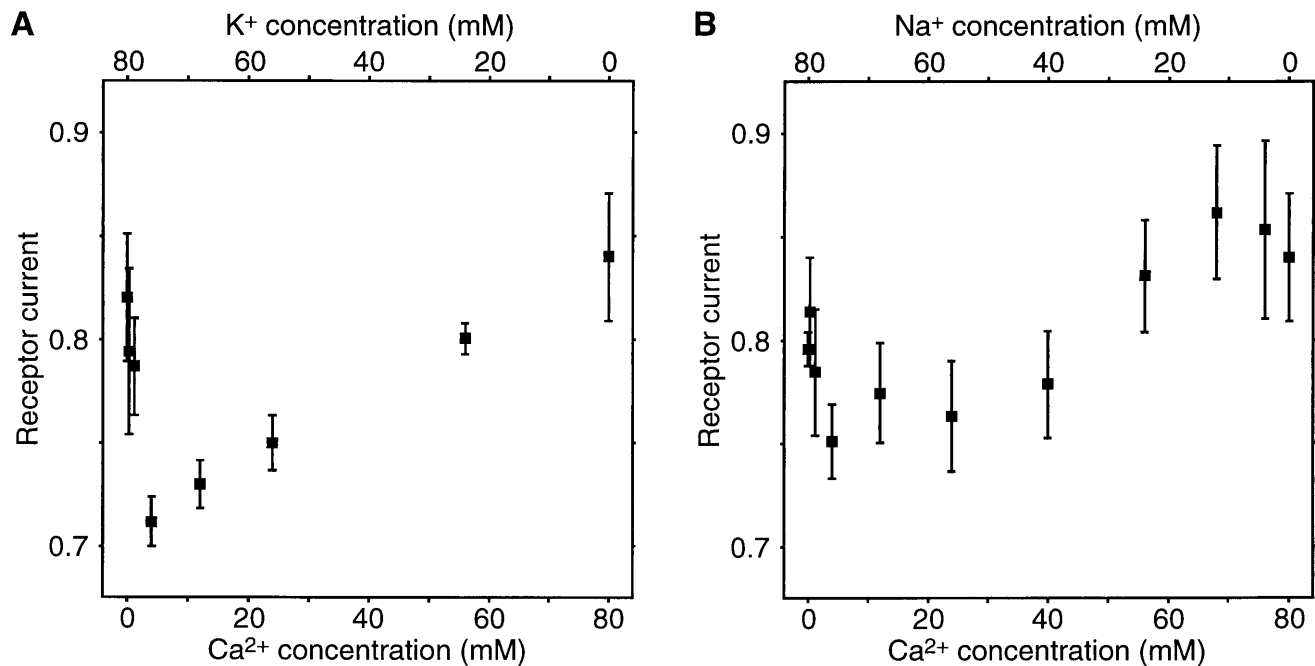 A
K⁺ concentration (mM)
80 60 40 20 0
0.9
0.8
0.7
Receptor current
0 20 40 60 80
Ca²⁺ concentration (mM)
B
Na⁺ concentration (mM)
80 60 40 20 0
0.9
0.8
0.7
Receptor current
0 20 40 60 80
Ca²⁺ concentration (mM)